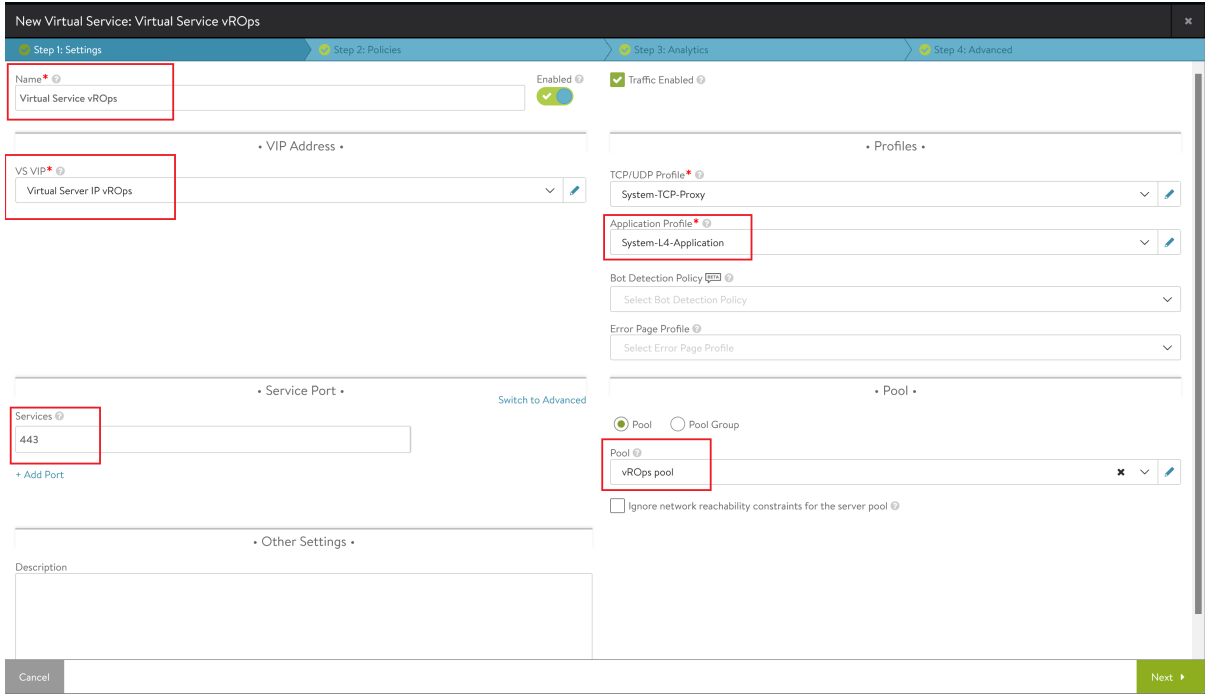 New Virtual Service: Virtual Service vROps
Step 1: Settings
Step 2: Policies
Step 3: Analytics
Step 4: Advanced
Name*
Enabled
Virtual Service vROps
Traffic Enabled
• VIP Address •
VS VIP*
Virtual Server IP vROps
• Profiles •
TCP/UDP Profile*
System-TCP-Proxy
Application Profile*
System-L4-Application
Bot Detection Policy BETA
Select Bot Detection Policy
Error Page Profile
Select Error Page Profile
• Service Port •
Switch to Advanced
Services
443
+ Add Port
• Pool •
Pool
Pool Group
Pool
vROps pool
Ignore network reachability constraints for the server pool
• Other Settings •
Description
Cancel
Next